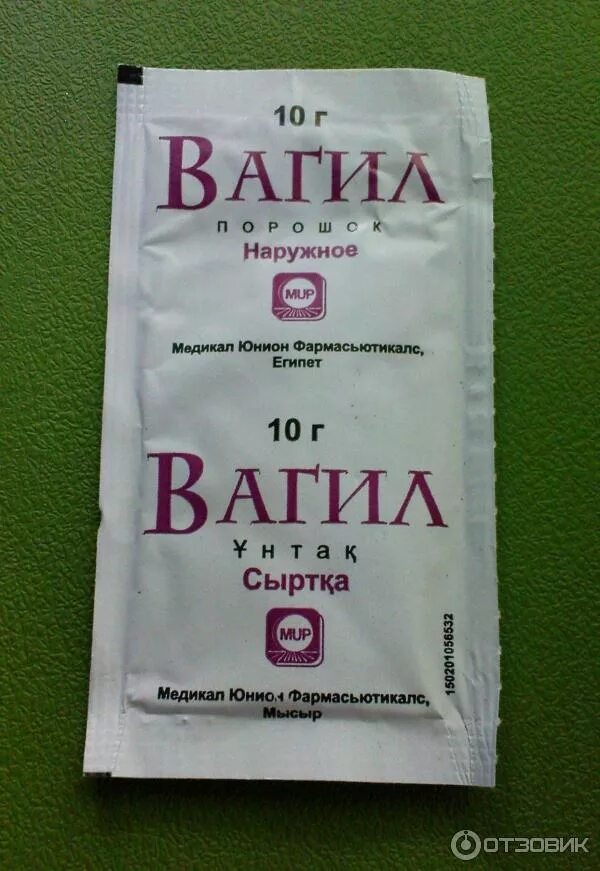 10 г
Вагил
порошок
Наружное
MUP
Медикал Юнион Фармасьютикалс,
Египет
10 г
Вагил
Ұнтақ
Сыртқа
MUP
Медикал Юнион Фармасьютикалс,
Мысыр
150201056532
ОТЗОВИК